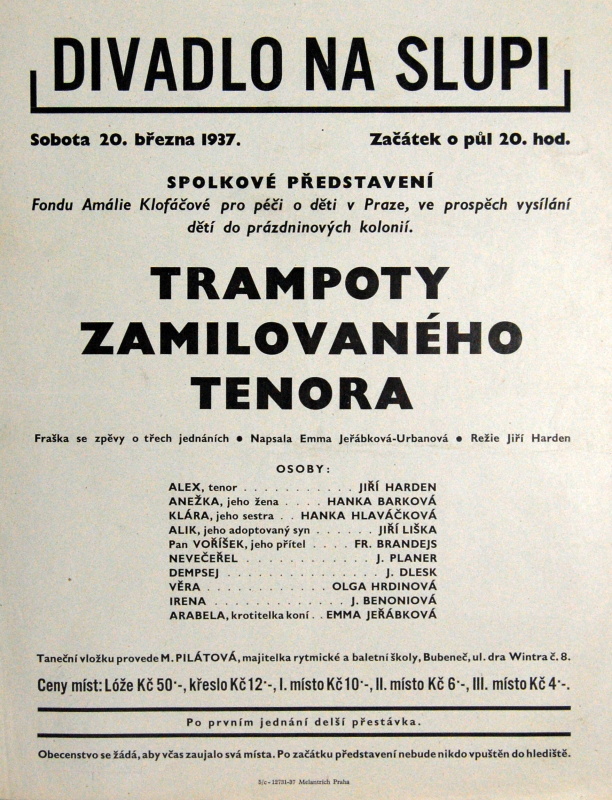 DIVADLO NA SLUPI
Sobota 20. března 1937. Začátek o půl 20. hod.
SPOLKOVÉ PŘEDSTAVENÍ
Fondu Amálie Klofáčové pro péči o děti v Praze, ve prospěch vysílání
dětí do prázdninových kolonií.
TRAMPOTY
ZAMILOVANÉHO
TENORA
Fraška se zpěvy o třech jednáních ● Napsala Emma Jeřábková-Urbanová ● Režie Jiří Harden
OSOBY:
ALEX, tenor . . . . . . . . . . . JIŘÍ HARDEN
ANEŽKA, jeho žena . . . . HANKA BARKOVÁ
KLÁRA, jeho sestra . . HANKA HLAVÁČKOVÁ
ALIK, jeho adoptovaný syn . . . . . . JIŘÍ LIŠKA
Pan VOŘÍŠEK, jeho přítel . . . . FR. BRANDEJS
NEVEČEŘEL . . . . . . . . . . . . J. PLANER
DEMPSEJ . . . . . . . . . . . . . . J. DLESK
VĚRA . . . . . . . . . . . . OLGA HRDINOVÁ
IRENA . . . . . . . . . . . . J. BENONIOVÁ
ARABELA, krotitelka koní . . EMMA JEŘÁBKOVÁ
Taneční vložku provede M. PILÁTOVÁ, majitelka rytmické a baletní školy, Bubeneč, ul. dra Wintra č. 8.
Ceny míst: Lóže Kč 50·-, křeslo Kč 12·-, I. místo Kč 10·-, II. místo Kč 6·-, III. místo Kč 4·-.
Po prvním jednání delší přestávka.
Obecenstvo se žádá, aby včas zaujalo svá místa. Po začátku představení nebude nikdo vpuštěn do hlediště.
3/c - 12731-37 Melantrich Praha